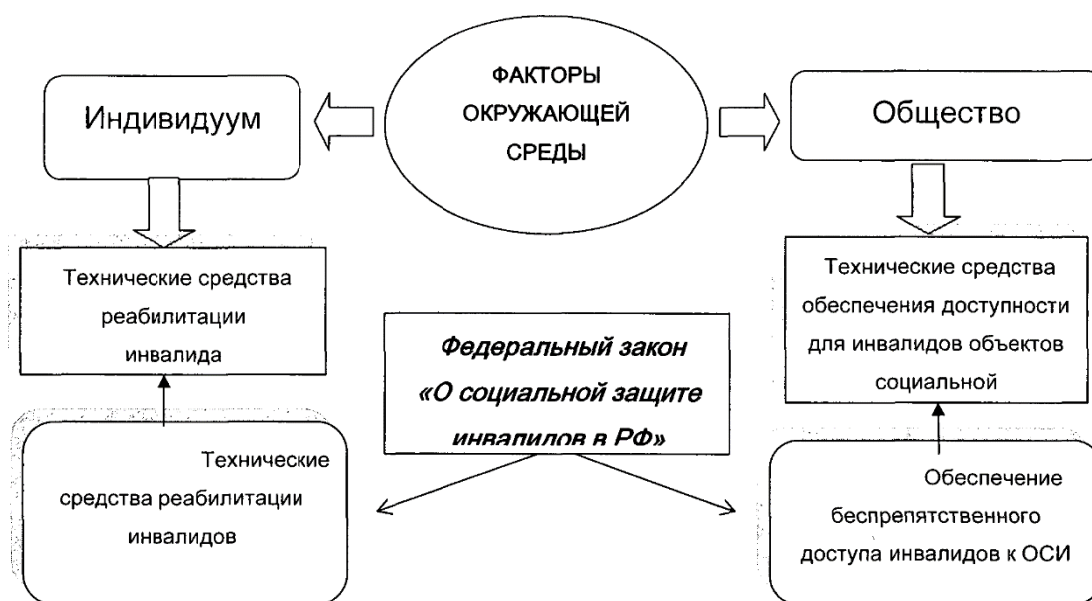 ФАКТОРЫ
ОКРУЖАЮЩЕЙ
СРЕДЫ
Индивидуум
Общество
Технические средства
реабилитации
инвалида
Технические средства
обеспечения доступности
для инвалидов объектов
социальной
Федеральный закон
«О социальной защите
инвалидов в РФ»
Технические
средства реабилитации
инвалидов
Обеспечение
беспрепятственного
доступа инвалидов к ОСИ